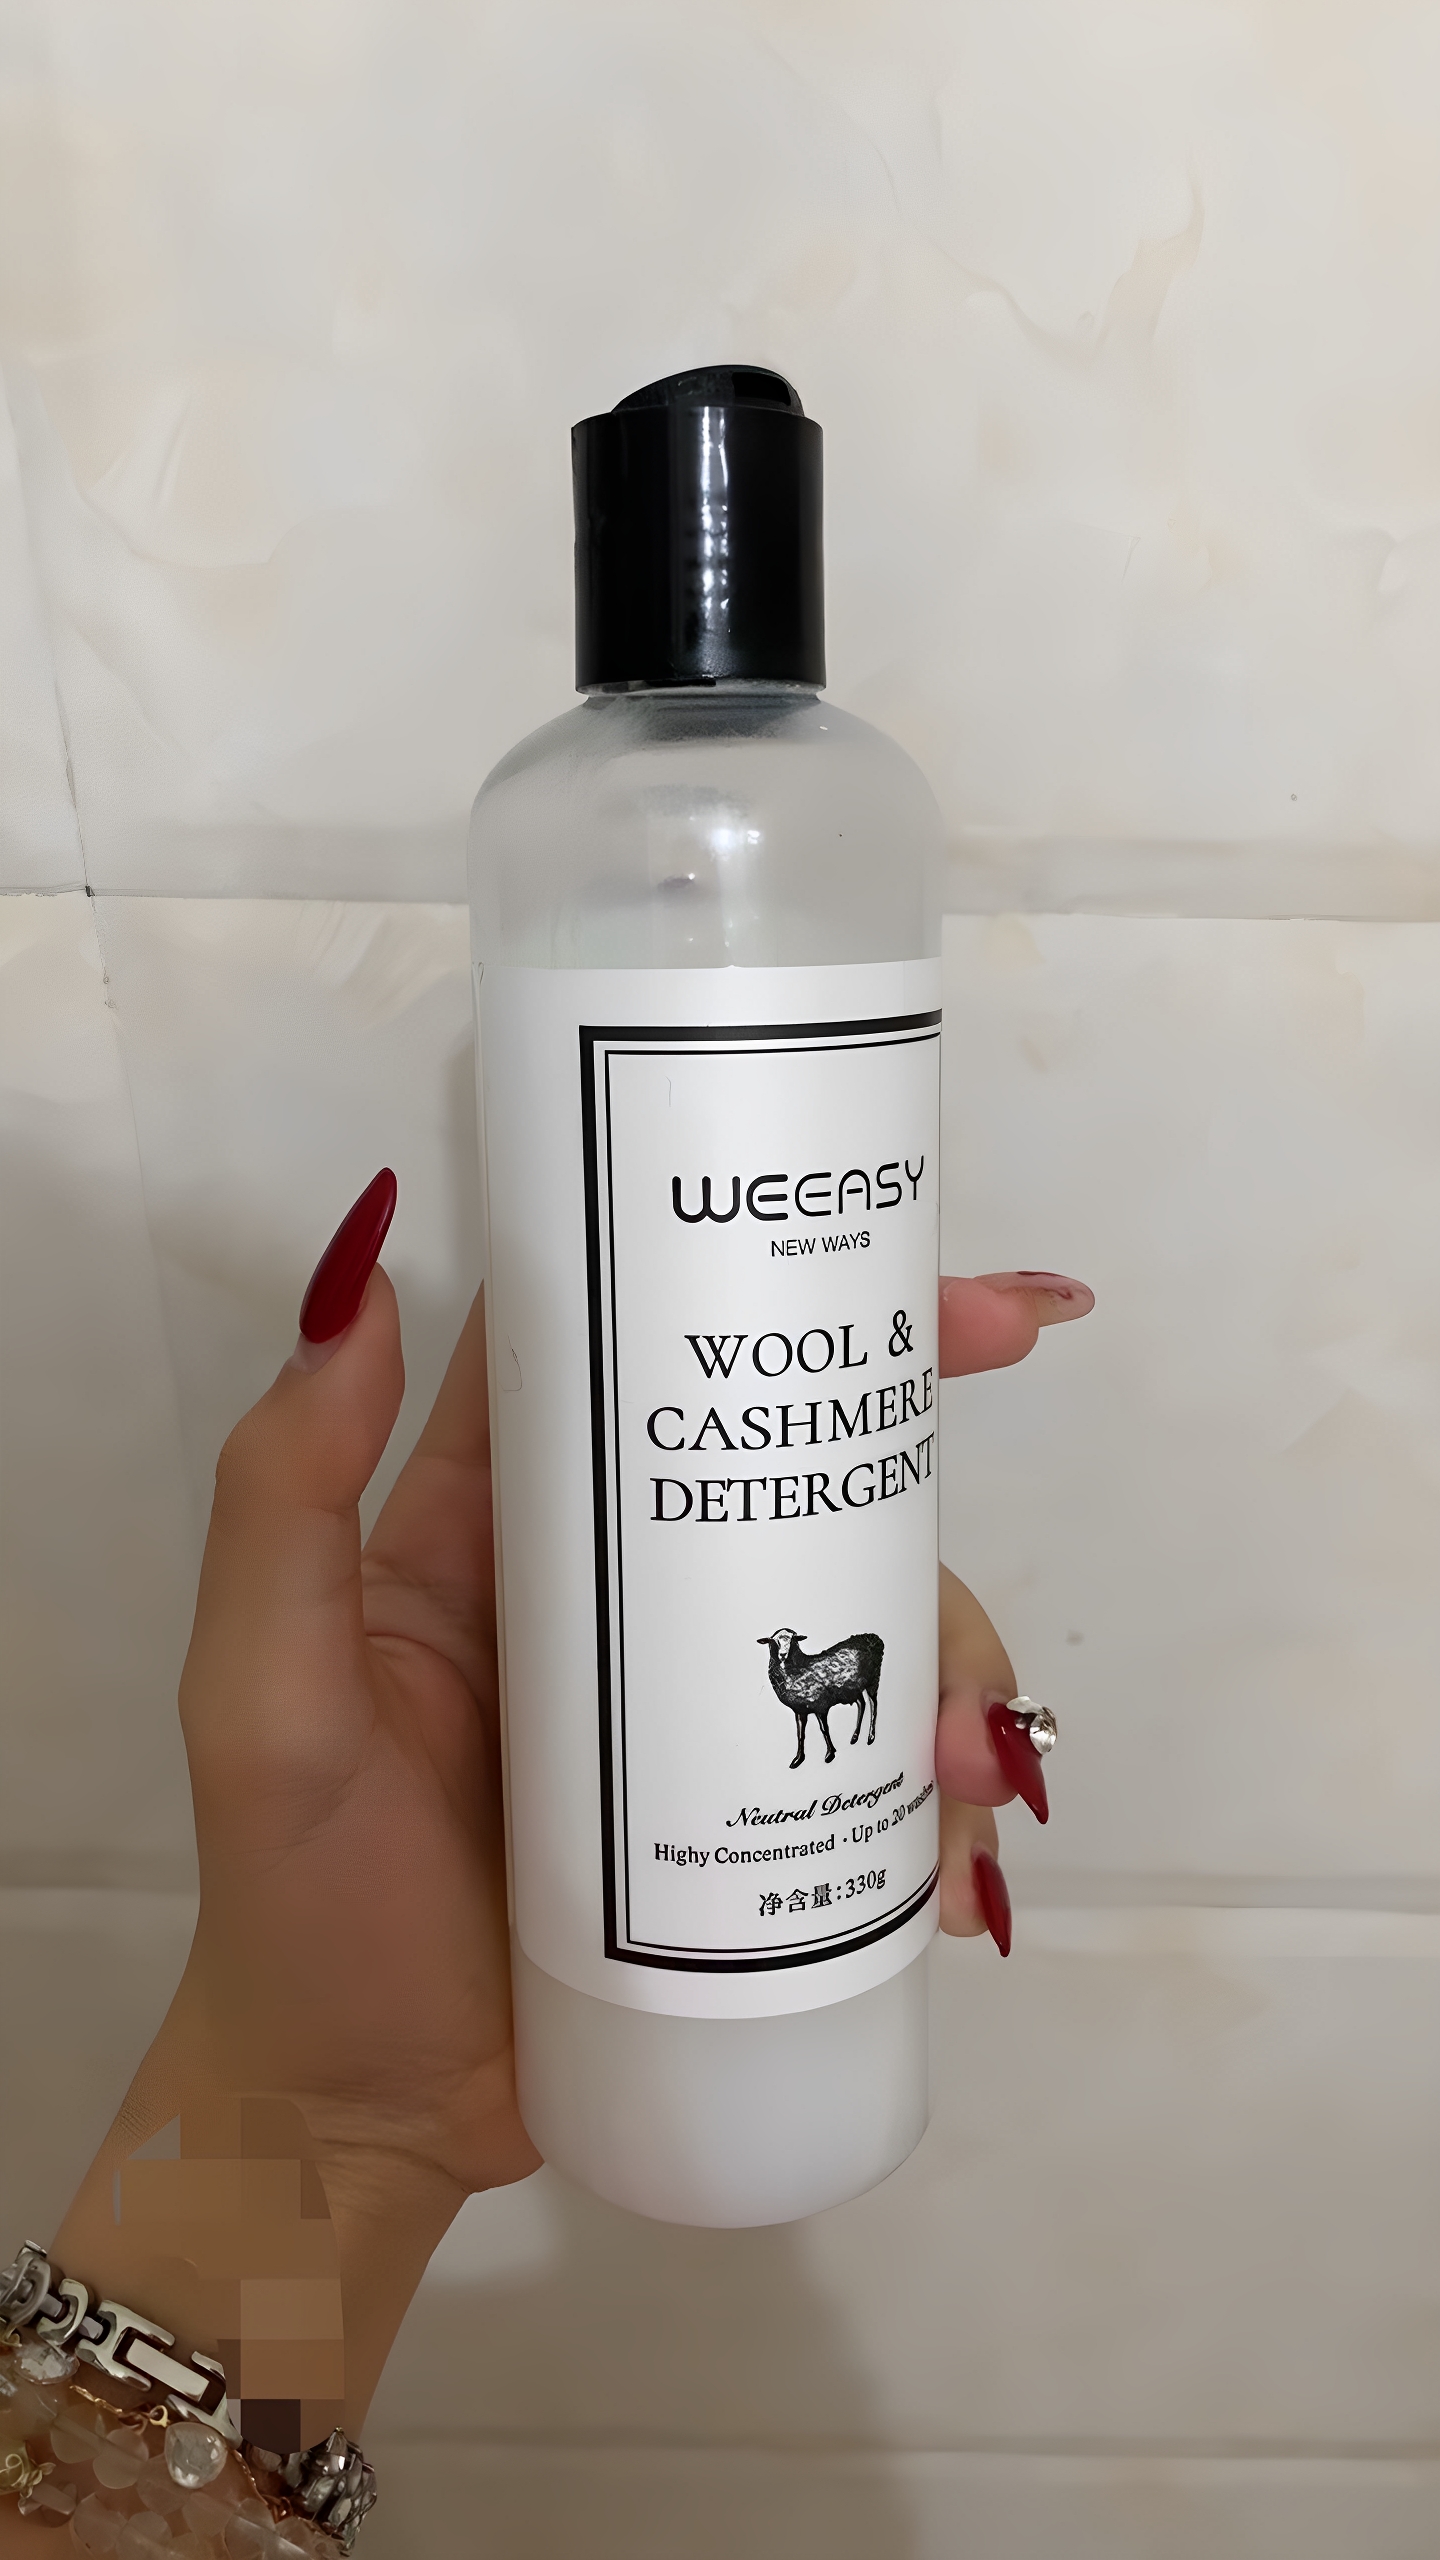 WEEASY
NEW WAYS
WOOL &
CASHMERE
DETERGENT
Neutral Detergent
Highy Concentrated · Up to 20 washes
净含量:330g